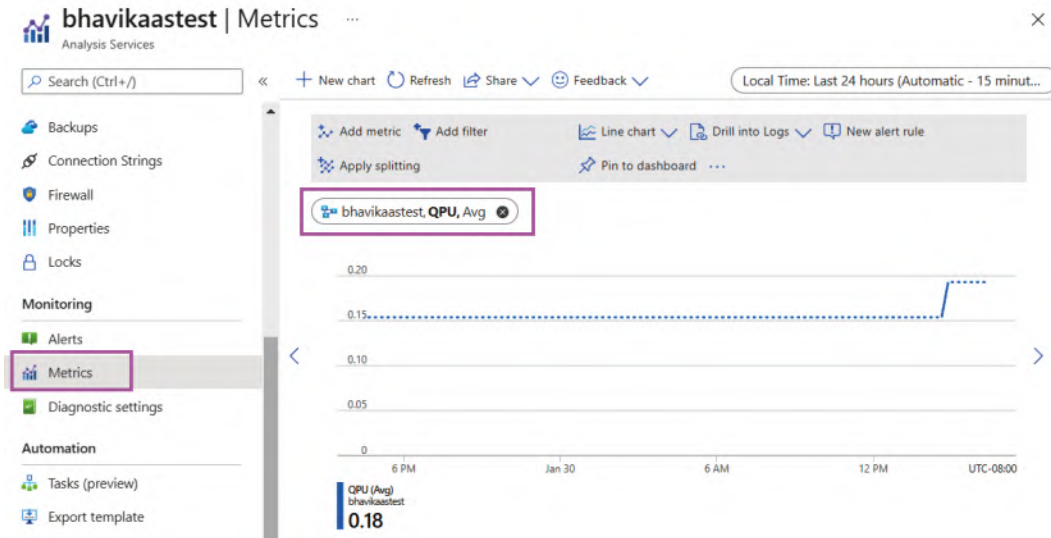 bhavikaastest | Metrics ...
Analysis Services
Search (Ctrl+/)
«
New chart Refresh Share Feedback
Local Time: Last 24 hours (Automatic - 15 minut...
Backups
Connection Strings
Firewall
Properties
Locks
Monitoring
Alerts
Metrics
Diagnostic settings
Automation
Tasks (preview)
Export template
Add metric Add filter Line chart Drill into Logs New alert rule
Apply splitting Pin to dashboard ...
bhavikaastest, QPU, Avg
0.20
0.15
0.10
0.05
0
6 PM Jan 30 6 AM 12 PM UTC-08:00
QPU (Avg)
bhavikaastest
0.18